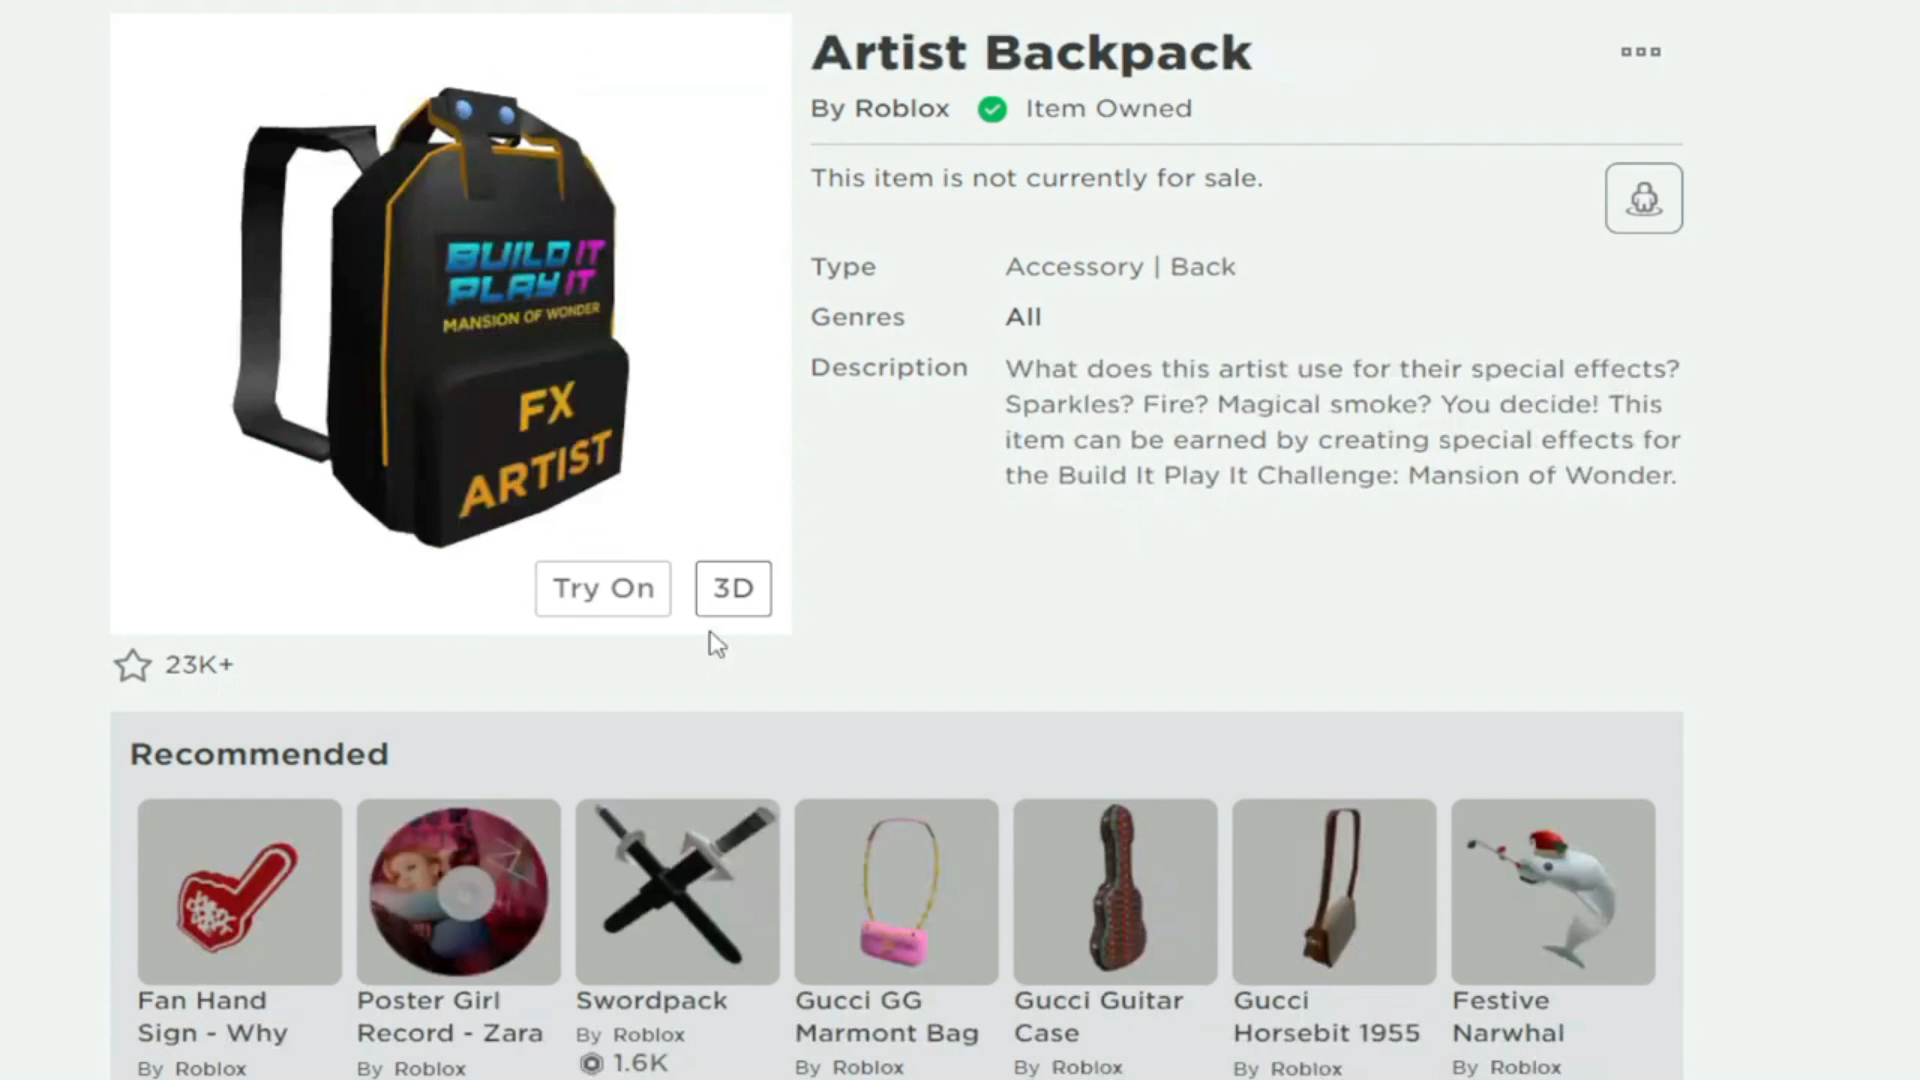 Artist Backpack
By Roblox Item Owned
This item is not currently for sale.
Type Accessory | Back
Genres All
Description What does this artist use for their special effects?
Sparkles? Fire? Magical smoke? You decide! This
item can be earned by creating special effects for
the Build It Play It Challenge: Mansion of Wonder.
BUILD IT
PLAY IT
MANSION OF WONDER
FX
ARTIST
Try On 3D
23K+
Recommended
Fan Hand
Sign - Why
By Roblox
Poster Girl
Record - Zara
By Roblox
Swordpack
By Roblox
1.6K
Gucci GG
Marmont Bag
By Roblox
Gucci Guitar
Case
By Roblox
Gucci
Horsebit 1955
By Roblox
Festive
Narwhal
By Roblox